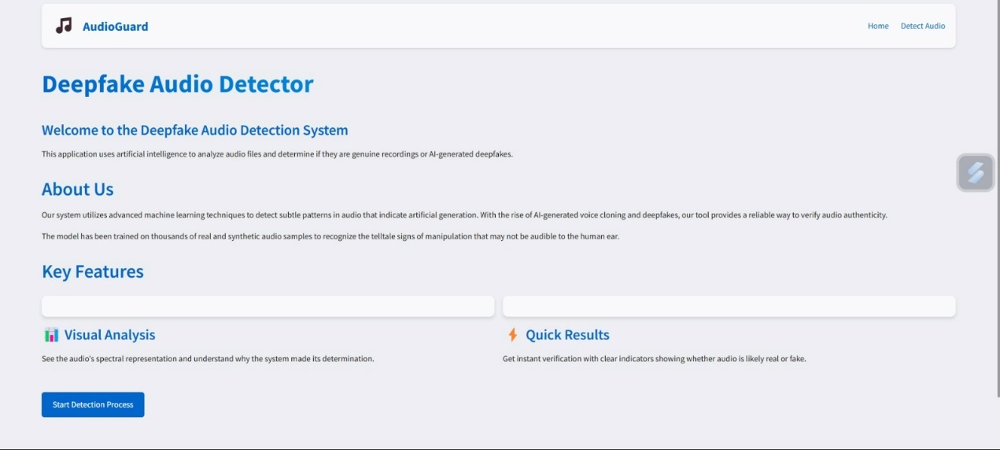 AudioGuard
Home Detect Audio
Deepfake Audio Detector
Welcome to the Deepfake Audio Detection System
This application uses artificial intelligence to analyze audio files and determine if they are genuine recordings or AI-generated deepfakes.
About Us
Our system utilizes advanced machine learning techniques to detect subtle patterns in audio that indicate artificial generation. With the rise of AI-generated voice cloning and deepfakes, our tool provides a reliable way to verify audio authenticity.
The model has been trained on thousands of real and synthetic audio samples to recognize the telltale signs of manipulation that may not be audible to the human ear.
Key Features
Visual Analysis
See the audio's spectral representation and understand why the system made its determination.
Quick Results
Get instant verification with clear indicators showing whether audio is likely real or fake.
Start Detection Process